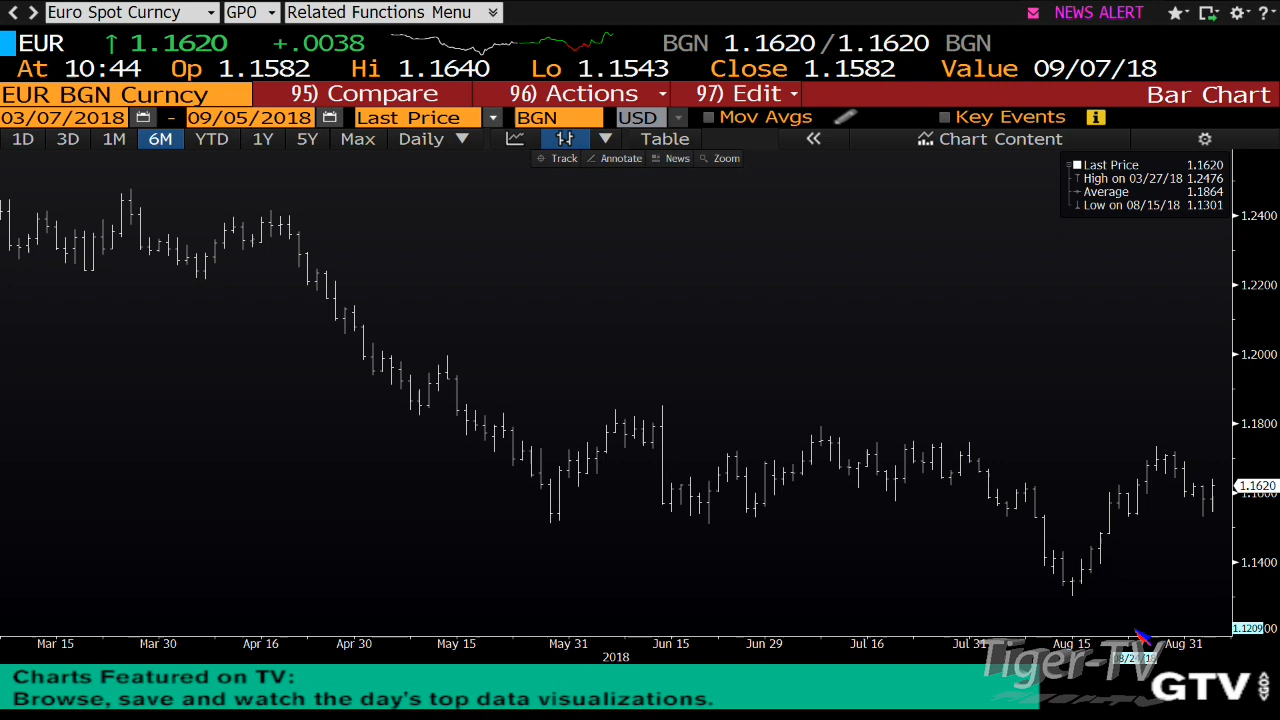 Euro Spot Curncy GPO Related Functions Menu NEWS ALERT ?
EUR ↑ 1.1620 +.0038 BGN 1.1620/1.1620 BGN
At 10:44 Op 1.1582 Hi 1.1640 Lo 1.1543 Close 1.1582 Value 09/07/18
EUR BGN Curncy 95) Compare 96) Actions 97) Edit Bar Chart
03/07/2018 - 09/05/2018 Last Price BGN USD Mov Avgs Key Events i
1D 3D 1M 6M YTD 1Y 5Y Max Daily Table Chart Content
Track Annotate News Zoom
Last Price 1.1620
High on 03/27/18 1.2476
Average 1.1864
Low on 08/15/18 1.1301
1.2400
1.2200
1.2000
1.1800
1.1620
1.1600
1.1400
1.1209
Mar 15 Mar 30 Apr 16 Apr 30 May 15 May 31 Jun 15 Jun 29 Jul 16 Jul 31 Aug 15 Aug 31
2018
Tiger-TV
Charts Featured on TV:
Browse, save and watch the day's top data visualizations.
GTV